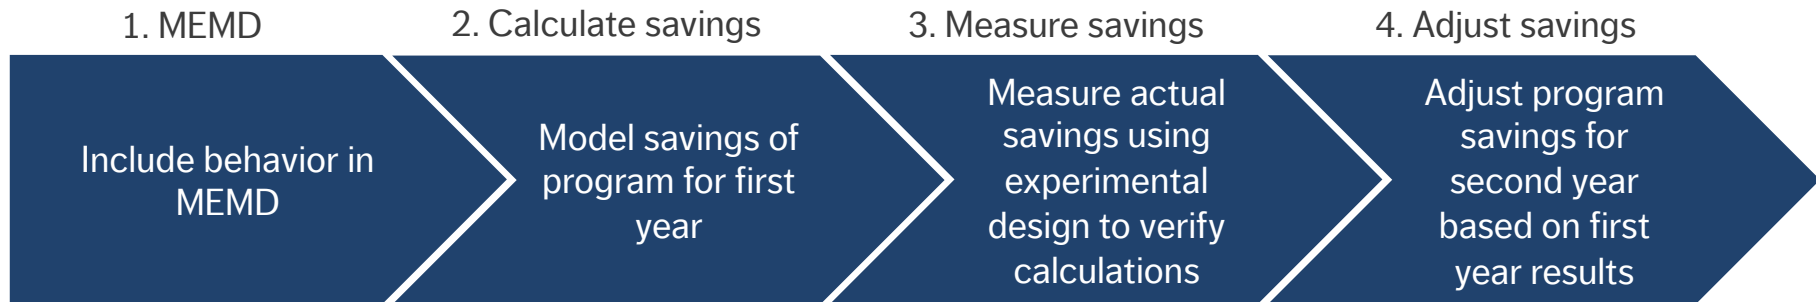 1. MEMD
2. Calculate savings
3. Measure savings
4. Adjust savings
Include behavior in
MEMD
Model savings of
program for first
year
Measure actual
savings using
experimental
design to verify
calculations
Adjust program
savings for
second year
based on first
year results